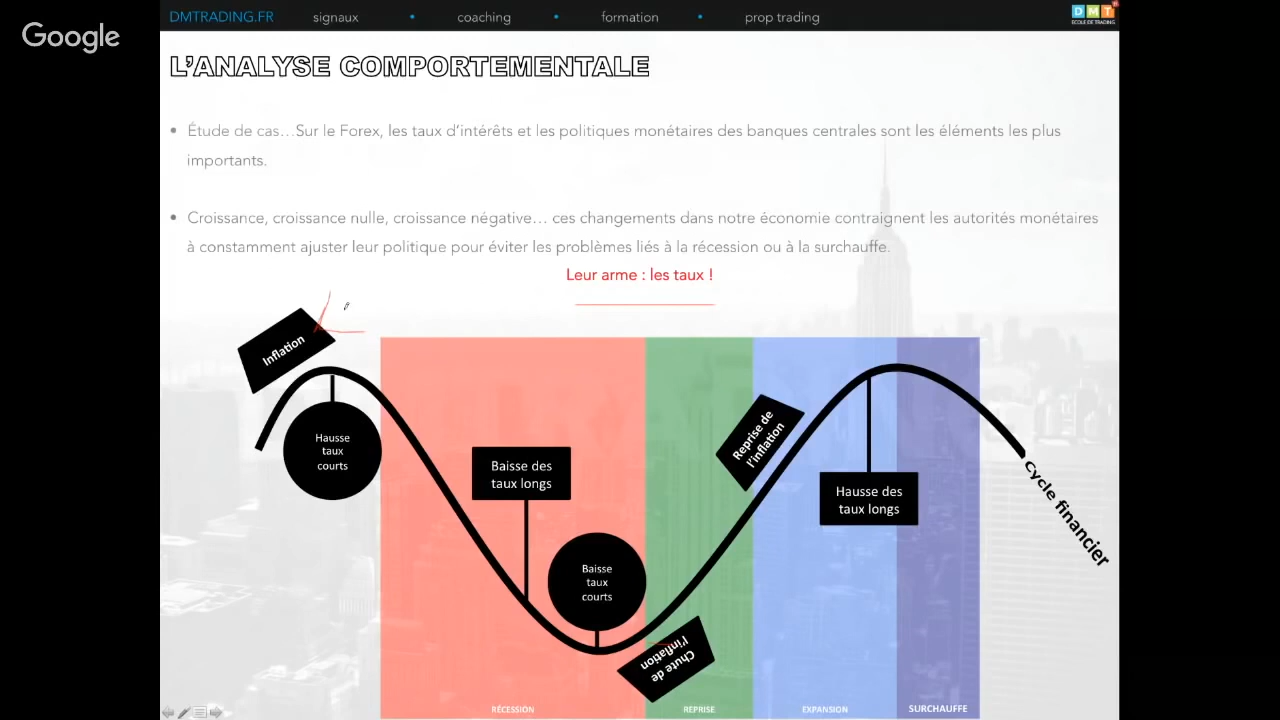 DMTRADING.FR signaux • coaching • formation • prop trading
DMT
ECOLE DE TRADING
Google
L'ANALYSE COMPORTEMENTALE
• Étude de cas…Sur le Forex, les taux d'intérêts et les politiques monétaires des banques centrales sont les éléments les plus
importants.
• Croissance, croissance nulle, croissance négative… ces changements dans notre économie contraignent les autorités monétaires
à constamment ajuster leur politique pour éviter les problèmes liés à la récession ou à la surchauffe.
Leur arme : les taux !
Inflation
Hausse
taux
courts
Baisse des
taux longs
Baisse
taux
courts
Chute de
l'inflation
Reprise de
l'inflation
Hausse des
taux longs
Cycle financier
RÉCESSION
REPRISE
EXPANSION
SURCHAUFFE